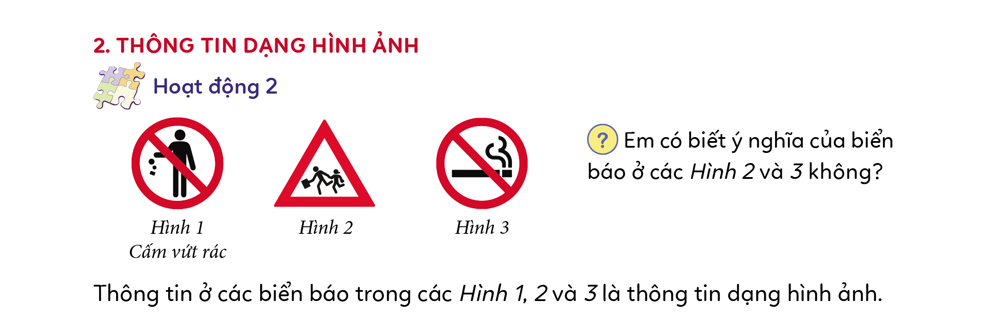 2. THÔNG TIN DẠNG HÌNH ẢNH
Hoạt động 2
? Em có biết ý nghĩa của biển
báo ở các Hình 2 và 3 không?
Hình 1
Cấm vứt rác
Hình 2
Hình 3
Thông tin ở các biển báo trong các Hình 1, 2 và 3 là thông tin dạng hình ảnh.